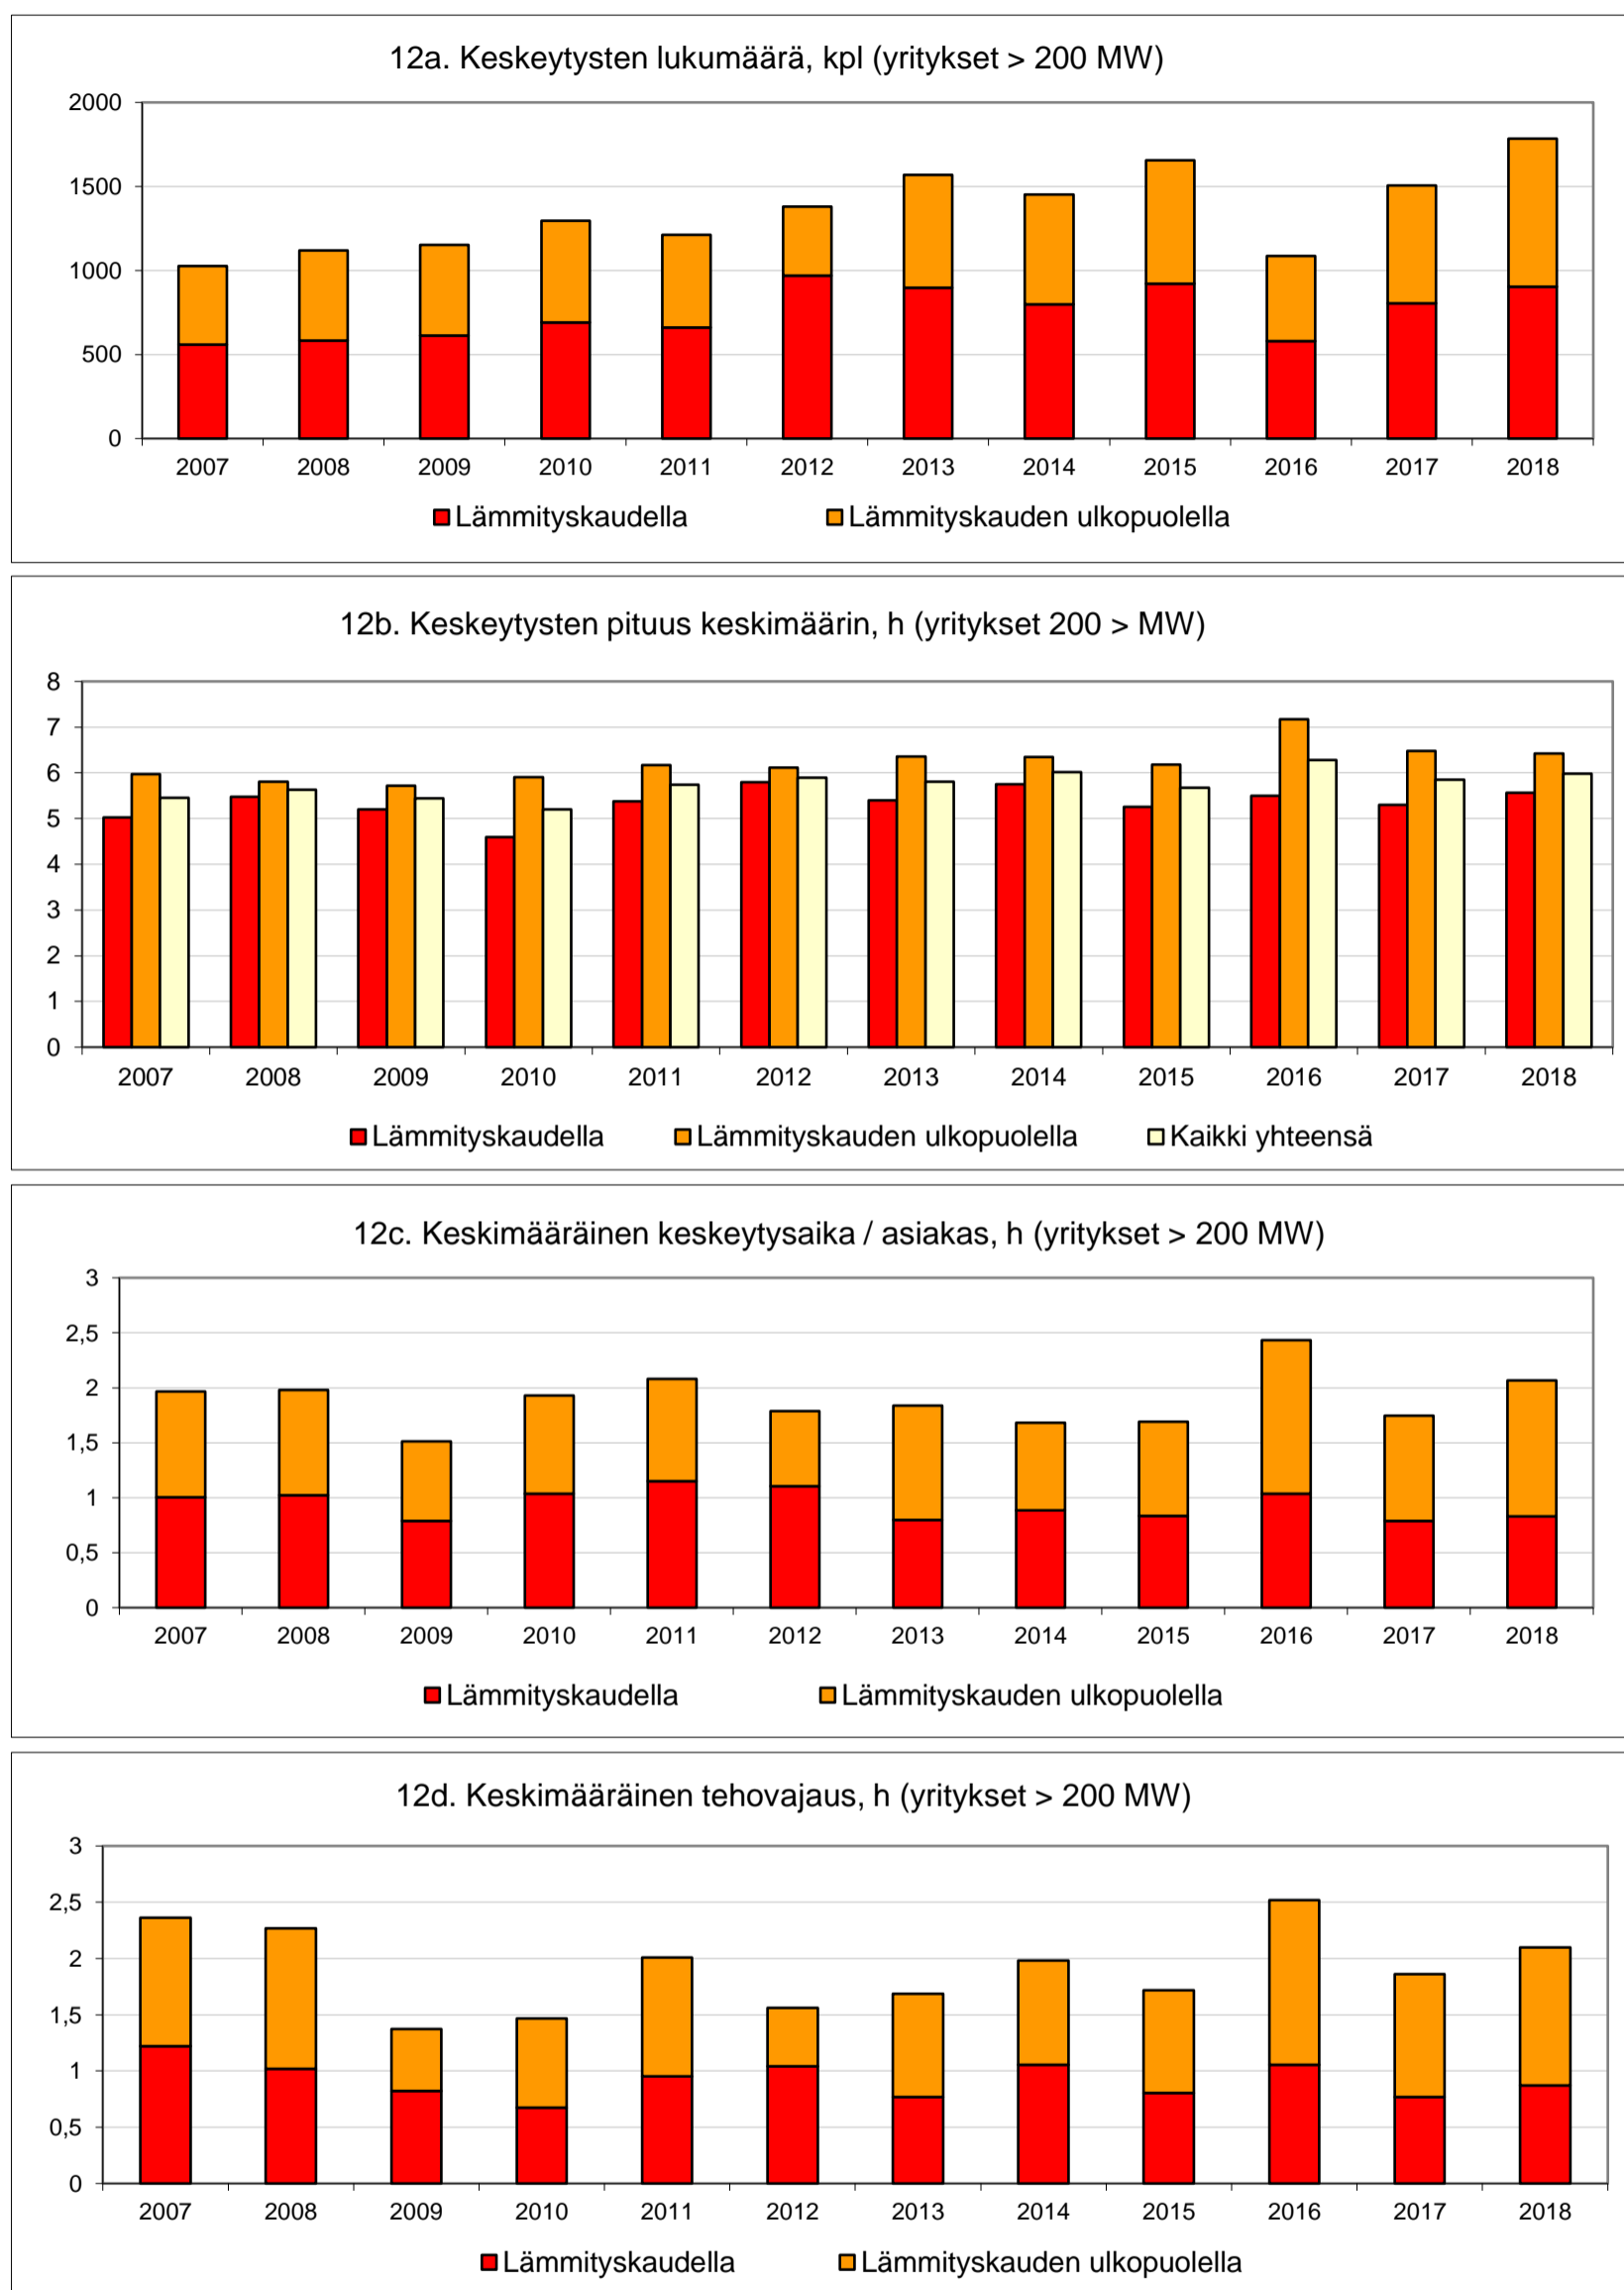 12a. Keskeytysten lukumäärä, kpl (yritykset > 200 MW)
2000
1500
1000
500
0
2007 2008 2009 2010 2011 2012 2013 2014 2015 2016 2017 2018
Lämmityskaudella Lämmityskauden ulkopuolella
12b. Keskeytysten pituus keskimäärin, h (yritykset 200 > MW)
8
7
6
5
4
3
2
1
0
2007 2008 2009 2010 2011 2012 2013 2014 2015 2016 2017 2018
Lämmityskaudella Lämmityskauden ulkopuolella Kaikki yhteensä
12c. Keskimääräinen keskeytysaika / asiakas, h (yritykset > 200 MW)
3
2,5
2
1,5
1
0,5
0
2007 2008 2009 2010 2011 2012 2013 2014 2015 2016 2017 2018
Lämmityskaudella Lämmityskauden ulkopuolella
12d. Keskimääräinen tehovajaus, h (yritykset > 200 MW)
3
2,5
2
1,5
1
0,5
0
2007 2008 2009 2010 2011 2012 2013 2014 2015 2016 2017 2018
Lämmityskaudella Lämmityskauden ulkopuolella